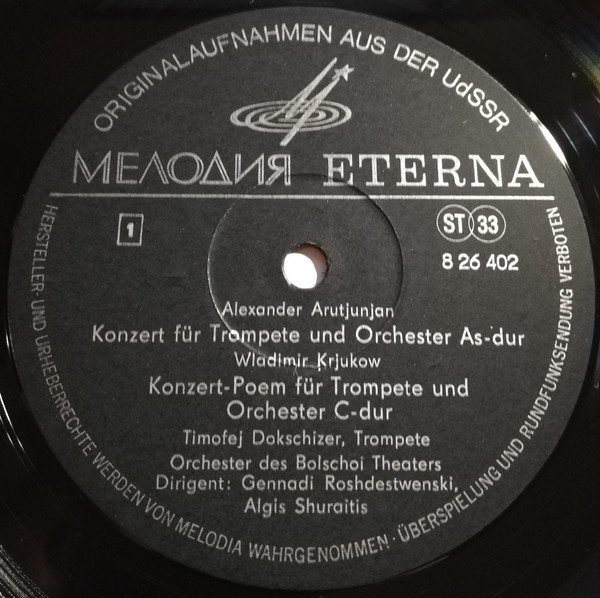 ORIGINALAUFNAHMEN AUS DER UdSSR
МЕЛОДИЯ ETERNA
1
ST 33
8 26 402
Alexander Arutjunjan
Konzert für Trompete und Orchester As-dur
Wladimir Krjukow
Konzert-Poem für Trompete und
Orchester C-dur
Timofej Dokschizer, Trompete
Orchester des Bolschoi Theaters
Dirigent: Gennadi Roshdestwenski,
Algis Shuraitis
HERSTELLER- UND URHEBERRECHTE WERDEN VON MELODIA WAHRGENOMMEN · ÜBERSPIELUNG UND RUNDFUNKSENDUNG VERBOTEN